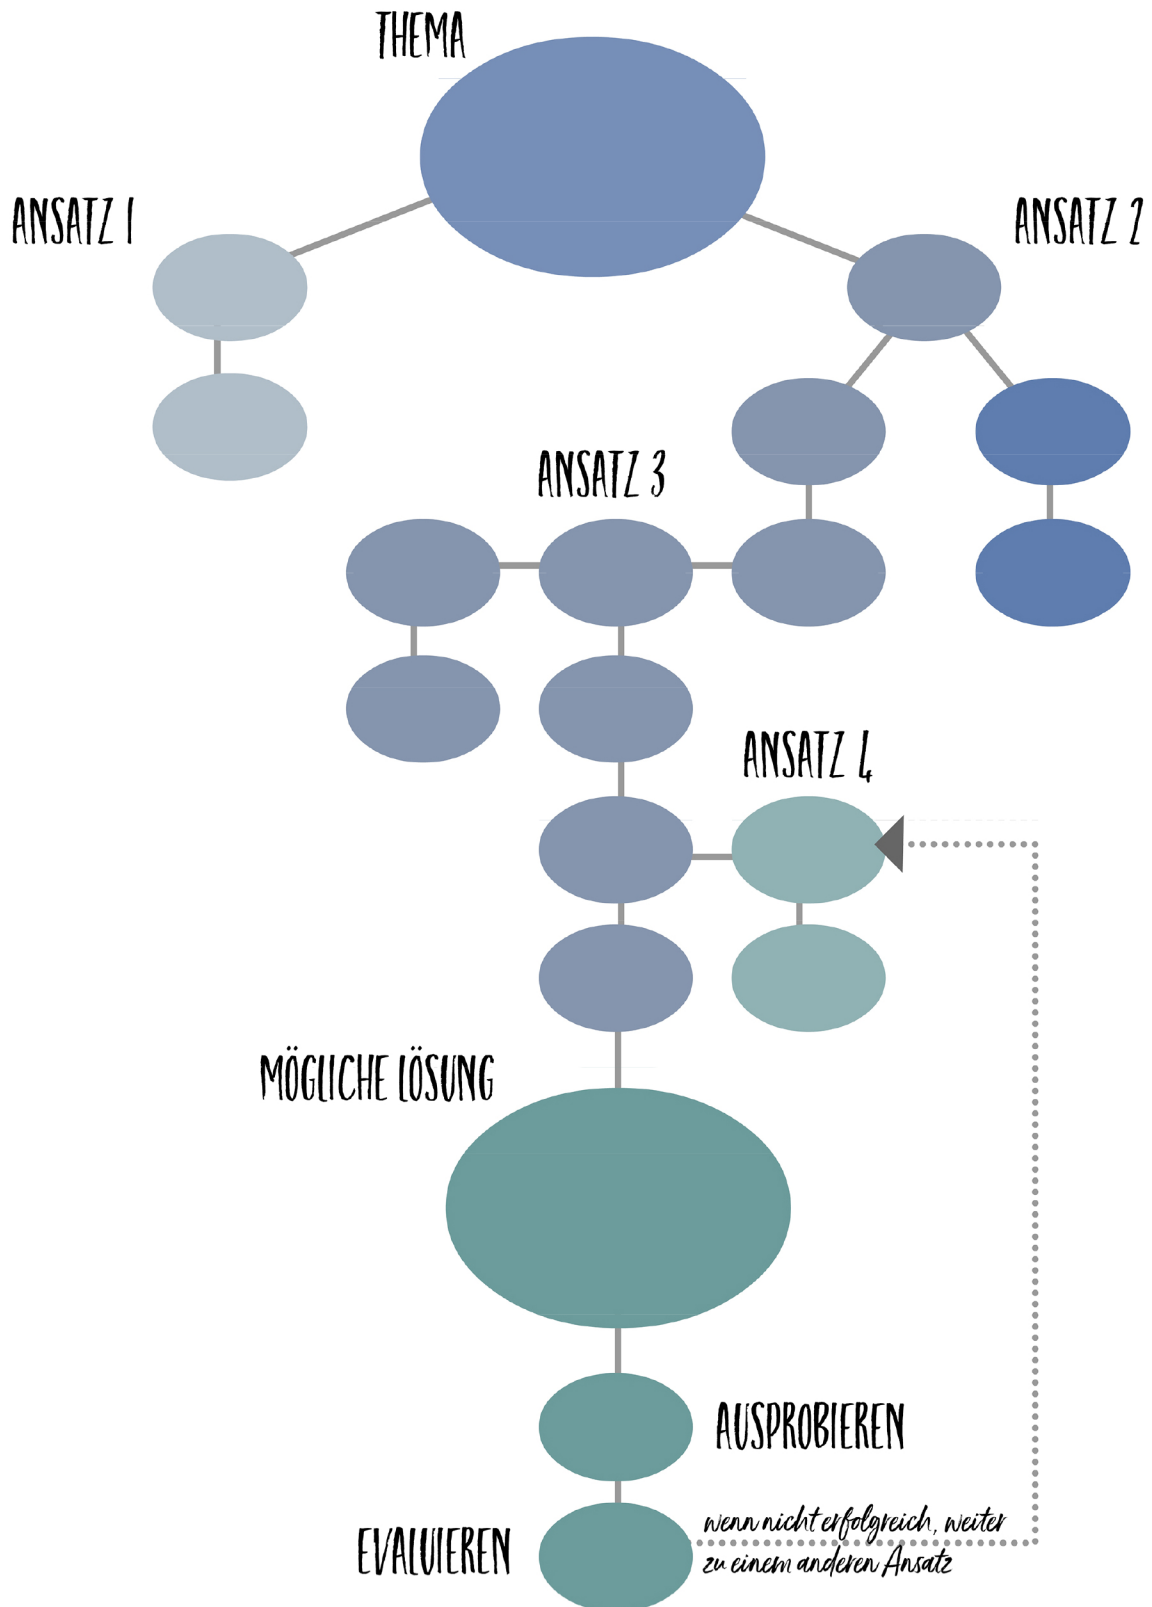 THEMA
ANSATZ 1
ANSATZ 2
ANSATZ 3
ANSATZ 4
MÖGLICHE LÖSUNG
AUSPROBIEREN
EVALUIEREN
wenn nicht erfolgreich, weiter
zu einem anderen Ansatz